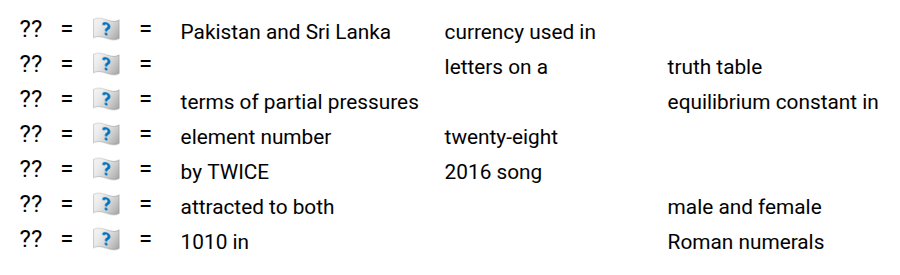 ?? = ? = Pakistan and Sri Lanka currency used in
?? = ? = letters on a truth table
?? = ? = terms of partial pressures equilibrium constant in
?? = ? = element number twenty-eight
?? = ? = by TWICE 2016 song
?? = ? = attracted to both male and female
?? = ? = 1010 in Roman numerals